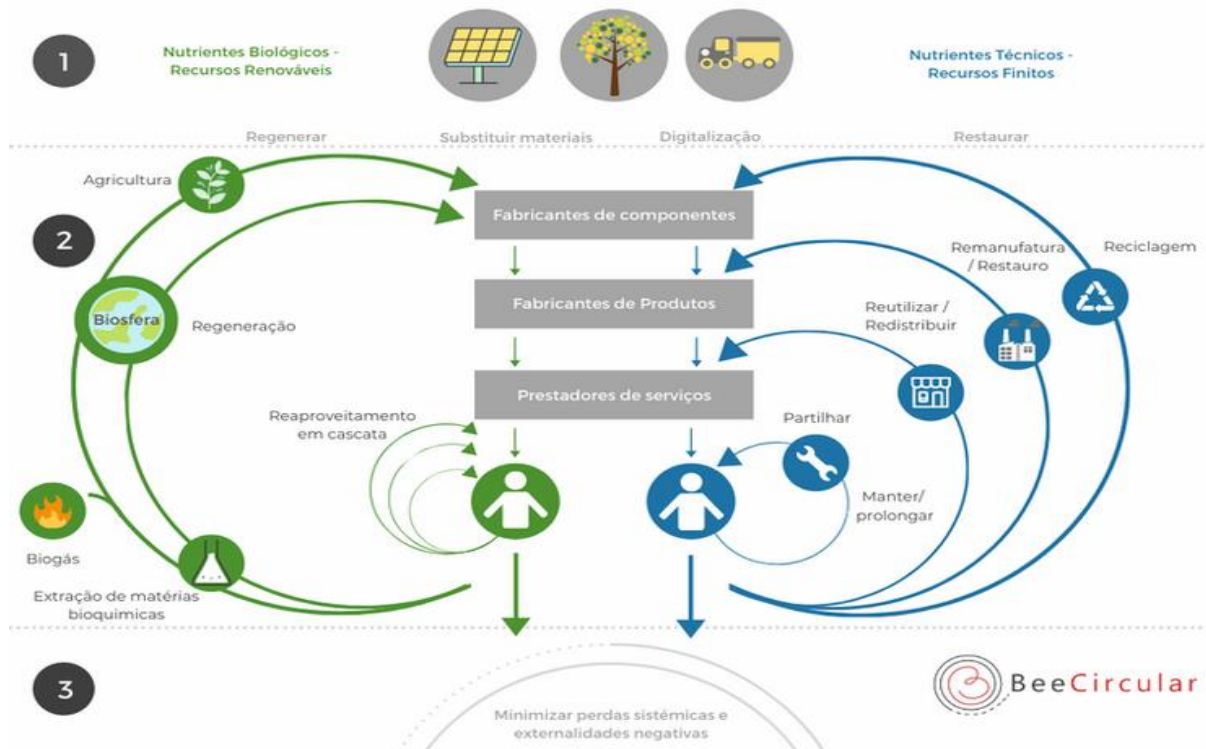 1
Nutrientes Biológicos -
Recursos Renováveis
Nutrientes Técnicos -
Recursos Finitos
Regenerar
Substituir materiais
Digitalização
Restaurar
Agricultura
2
Fabricantes de componentes
Remanufatura
/ Restauro
Reciclagem
Biosfera
Regeneração
Fabricantes de Produtos
Reutilizar /
Redistribuir
Prestadores de serviços
Reaproveitamento
em cascata
Partilhar
Manter/
prolongar
Biogás
Extração de matérias
bioquimicas
3
Minimizar perdas sistémicas e
externalidades negativas
BeeCircular